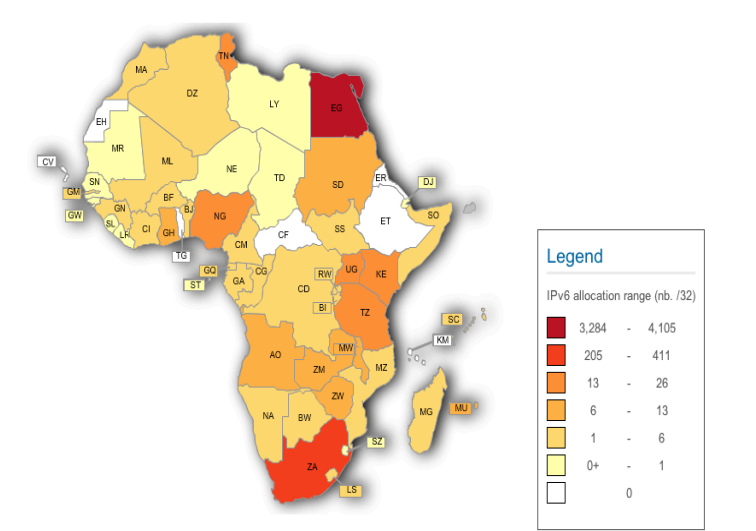 TN
MA
DZ
LY
EG
EH
MR
ML
NE
TD
SD
ER
DJ
CV
SN
GM
GW
GN
BF
BJ
SL
LR
CI
GH
NG
TG
CM
CF
SS
ET
SO
GQ
ST
GA
CG
CD
RW
BI
UG
KE
TZ
SC
KM
AO
ZM
MW
MZ
ZW
NA
BW
MG
MU
SZ
ZA
LS
Legend
IPv6 allocation range (nb. /32)
3,284 - 4,105
205 - 411
13 - 26
6 - 13
1 - 6
0+ - 1
0